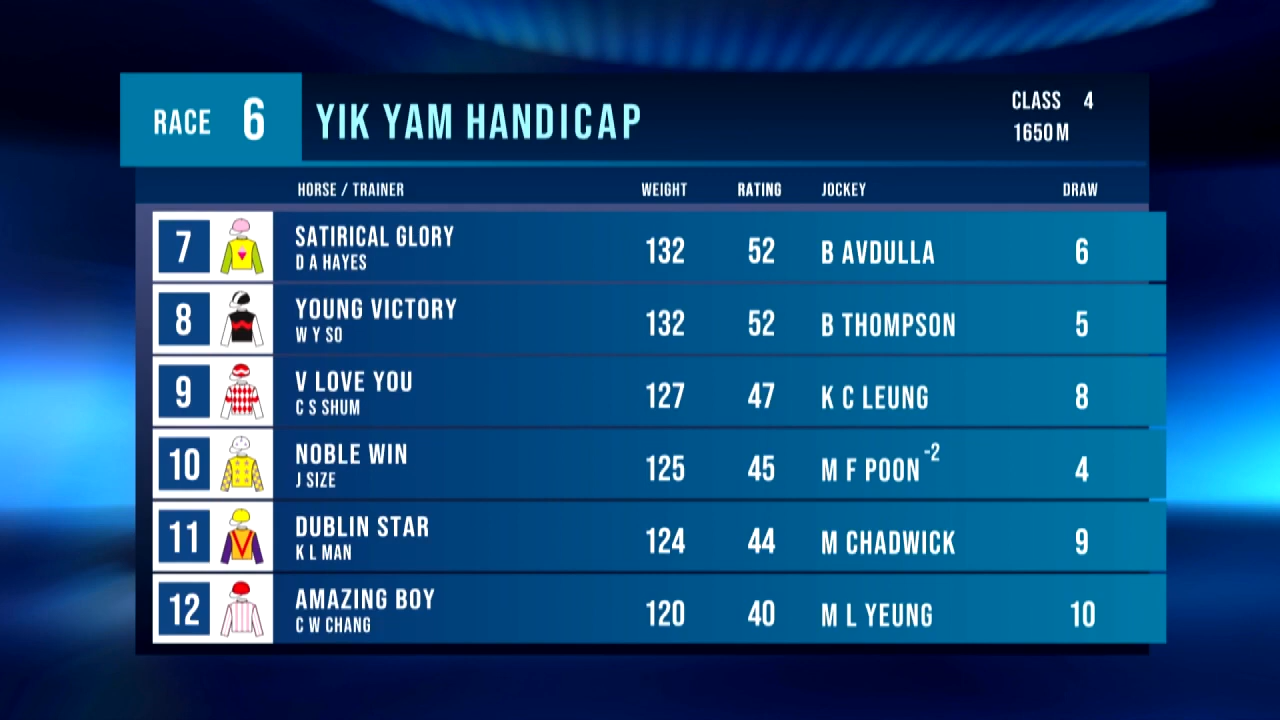 RACE 6 YIK YAM HANDICAP CLASS 4
1650M
HORSE / TRAINER WEIGHT RATING JOCKEY DRAW
7 SATIRICAL GLORY 132 52 B AVDULLA 6
D A HAYES
8 YOUNG VICTORY 132 52 B THOMPSON 5
W Y SO
9 V LOVE YOU 127 47 K C LEUNG 8
C S SHUM
10 NOBLE WIN 125 45 M F POON -2 4
J SIZE
11 DUBLIN STAR 124 44 M CHADWICK 9
K L MAN
12 AMAZING BOY 120 40 M L YEUNG 10
C W CHANG